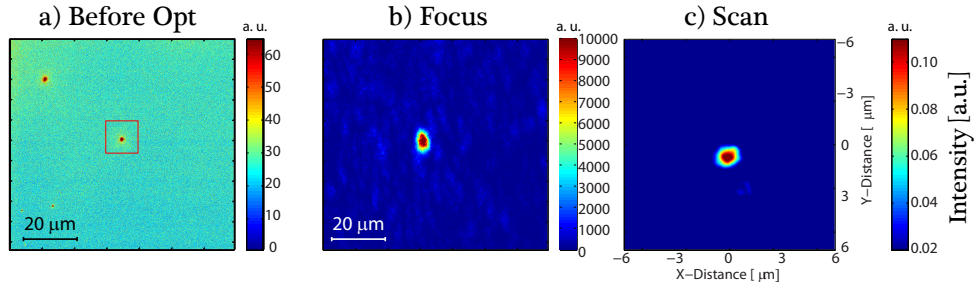 a) Before Opt
a. u.
60
50
40
30
20
10
0
20 μm
b) Focus
a. u.
10000
9000
8000
7000
6000
5000
4000
3000
2000
1000
0
20 μm
c) Scan
−6
−3
0
3
6
Y−Distance [ μm]
−6 −3 0 3 6
X−Distance [ μm]
a. u.
0.10
0.08
0.06
0.04
0.02
Intensity [a.u.]